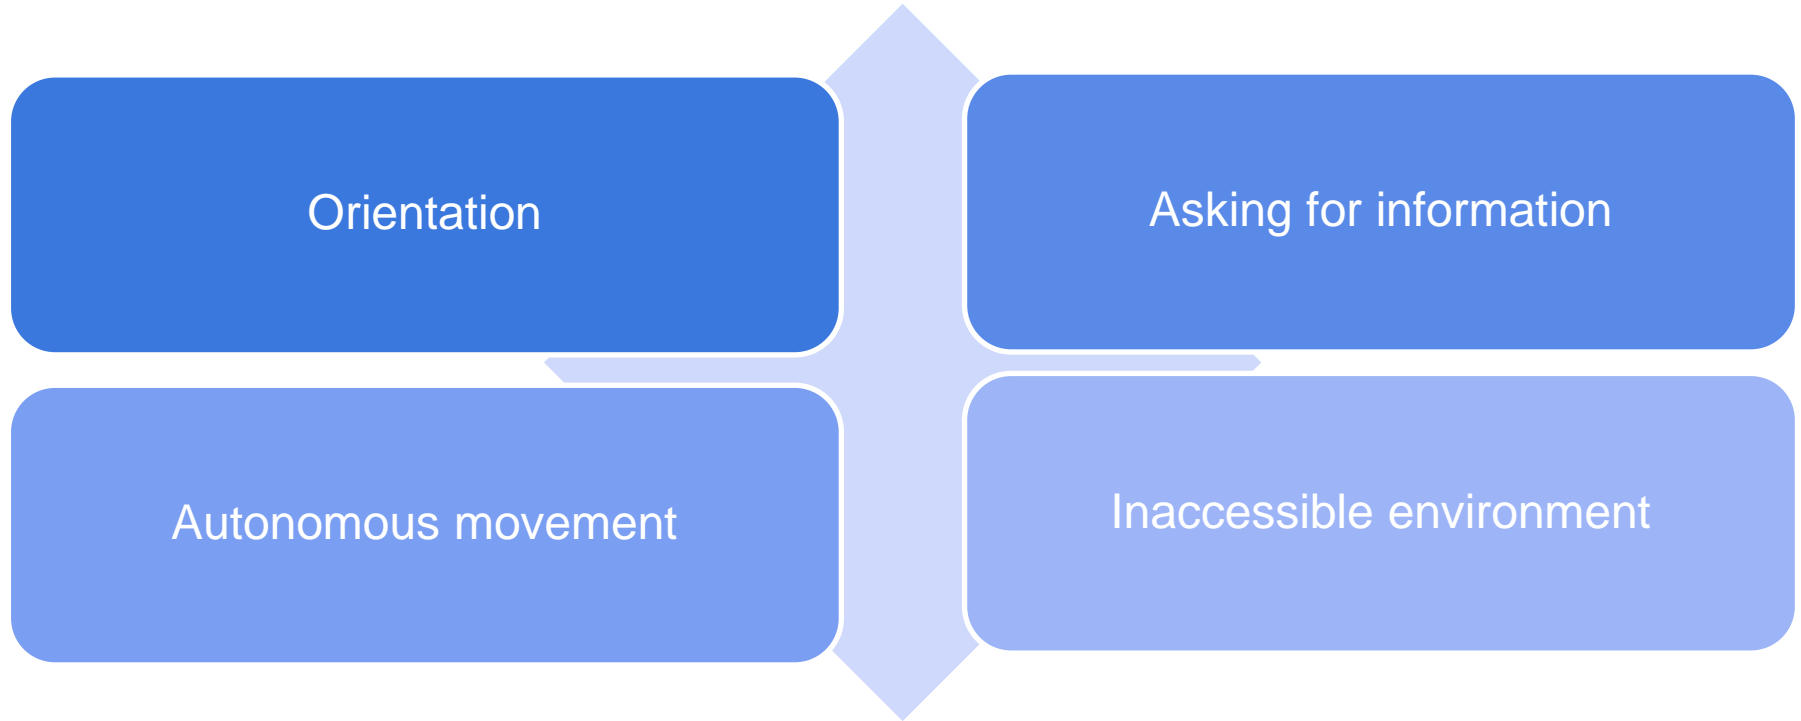 Orientation
Asking for information
Autonomous movement
Inaccessible environment